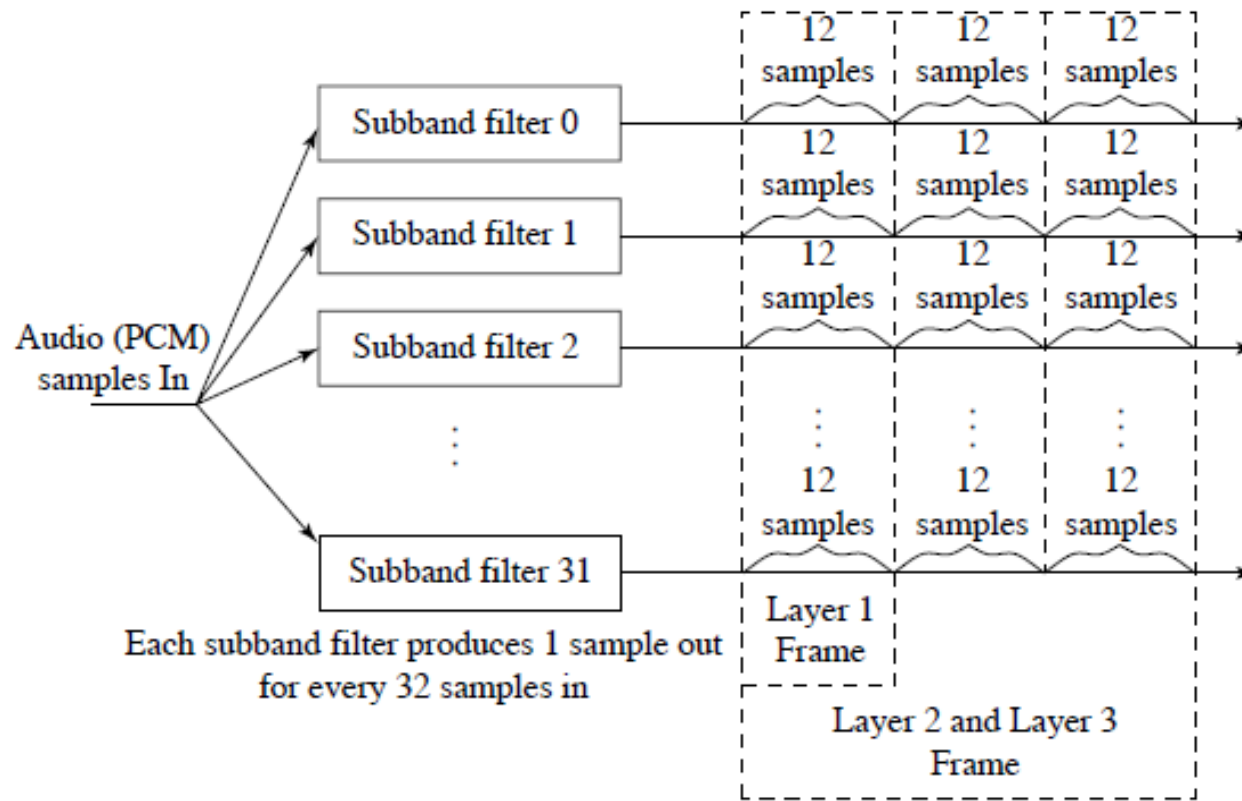 12 12 12
samples samples samples
Subband filter 0
12 12 12
samples samples samples
Subband filter 1
12 12 12
samples samples samples
Subband filter 2
Audio (PCM)
samples In
12 12 12
samples samples samples
Subband filter 31
Each subband filter produces 1 sample out
for every 32 samples in
Layer 1
Frame
Layer 2 and Layer 3
Frame